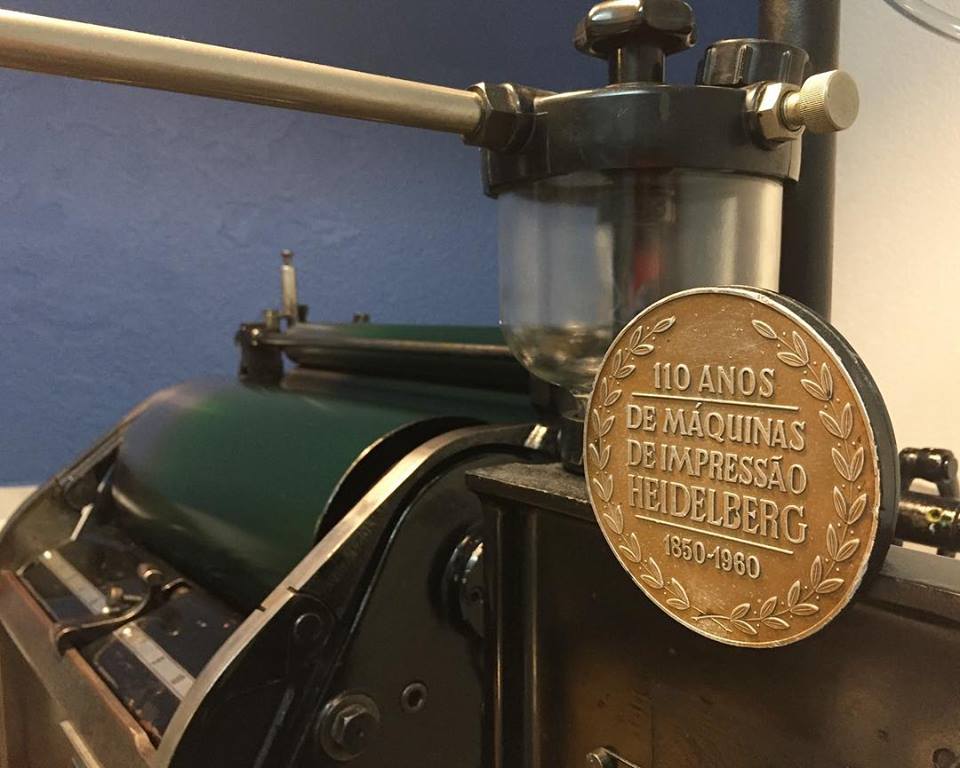 110 ANOS
DE MÁQUINAS
DE IMPRESSÃO
HEIDELBERG
1850-1960